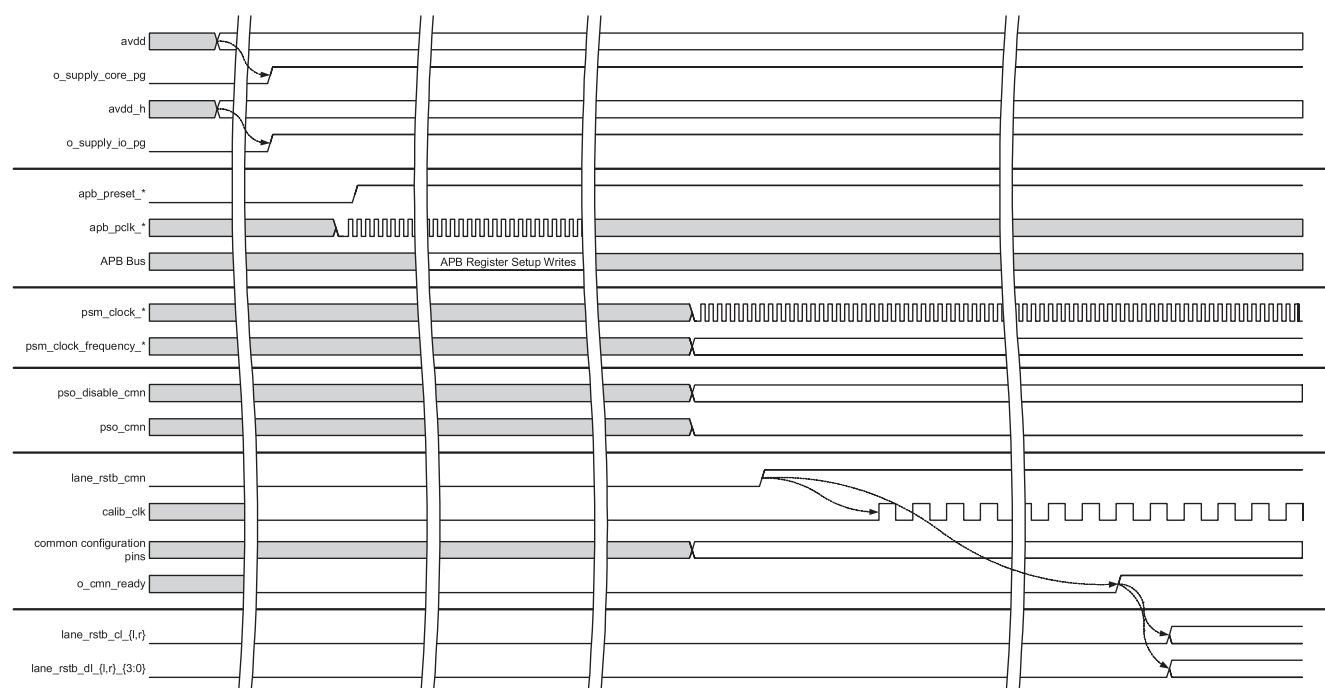 avdd
o_supply_core_pg
avdd_h
o_supply_io_pg
apb_preset_*
apb_pclk_*
APB Bus
APB Register Setup Writes
psm_clock_*
psm_clock_frequency_*
pso_disable_cmn
pso_cmn
lane_rstb_cmn
calib_clk
common configuration
pins
o_cmn_ready
lane_rstb_cl_{l,r}
lane_rstb_dl_{l,r}_{3:0}